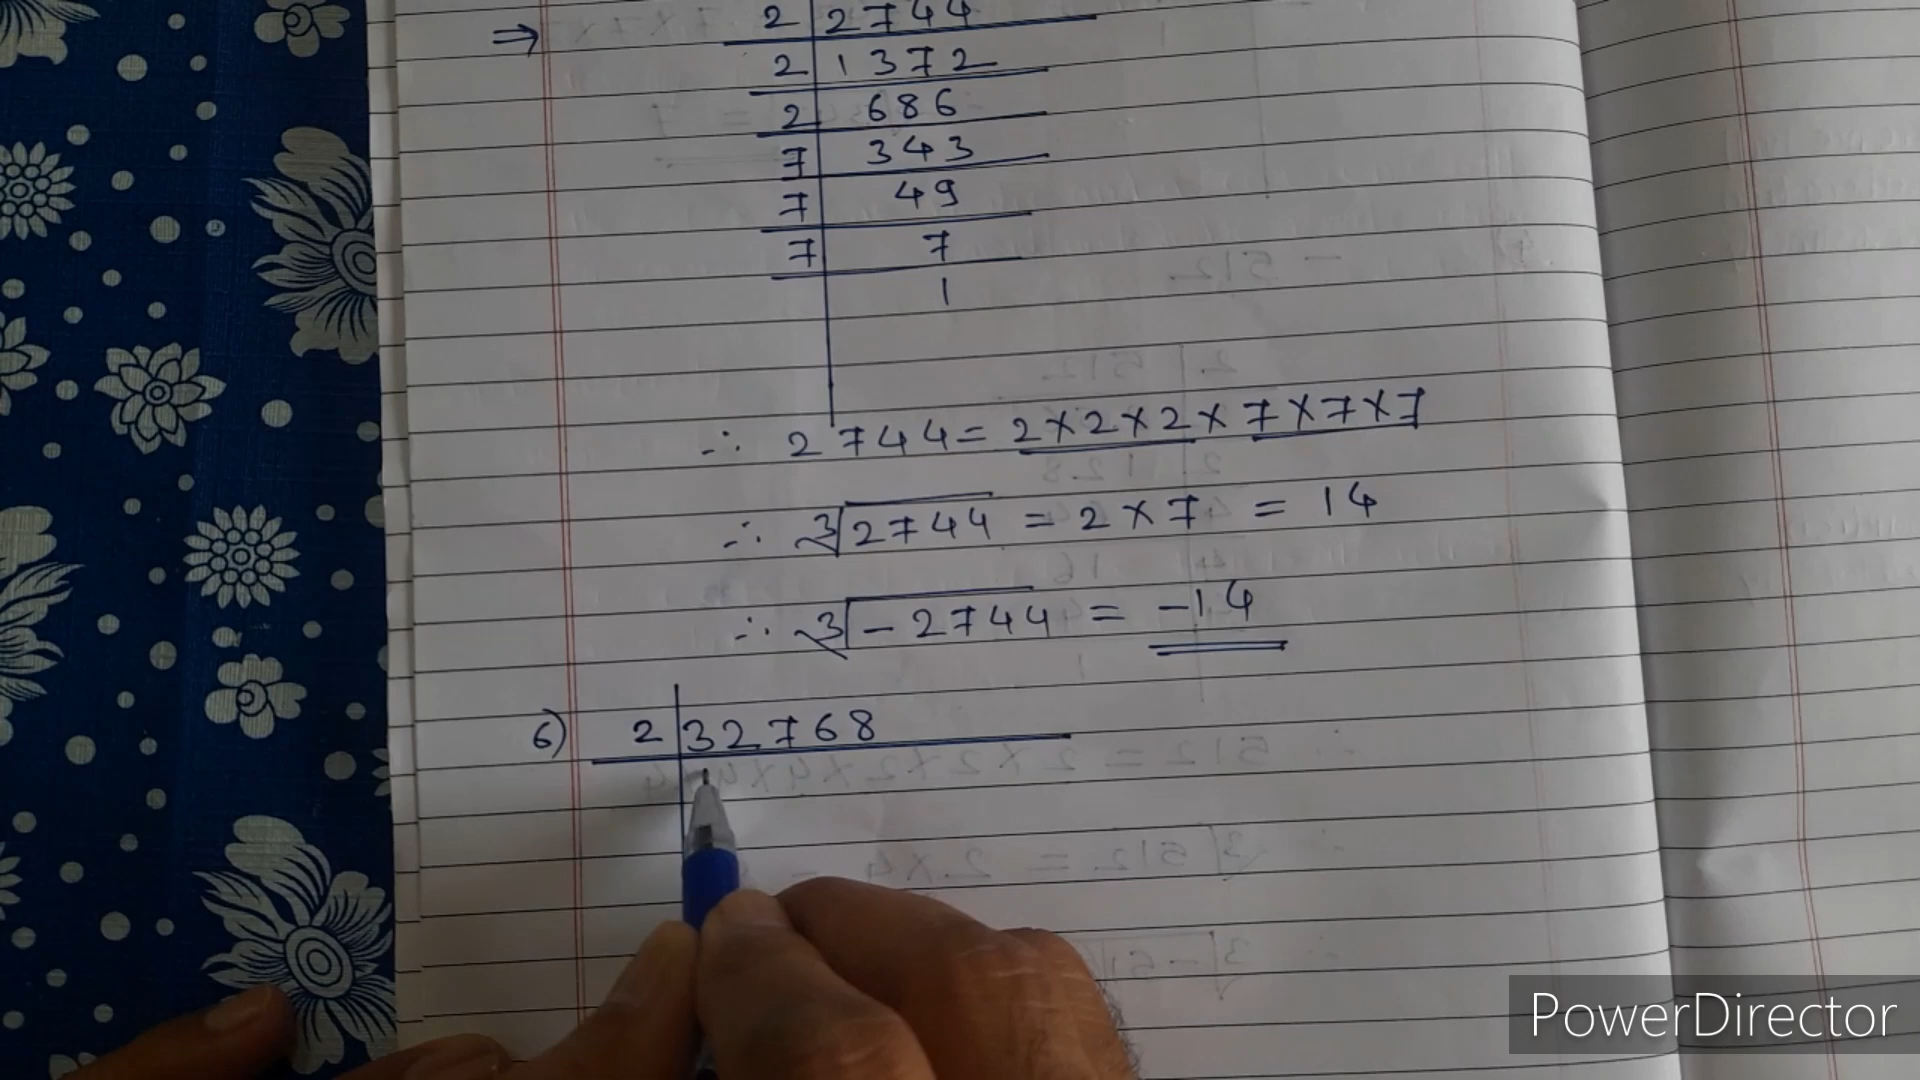 ⇒ 2 | 2744
2 | 1372
2 | 686
7 | 343
7 | 49
7 | 7
1
∴ 2744 = 2×2×2×7×7×7
∴ ∛2744 = 2×7 = 14
∴ ∛-2744 = -14
6) 2 | 32768
PowerDirector